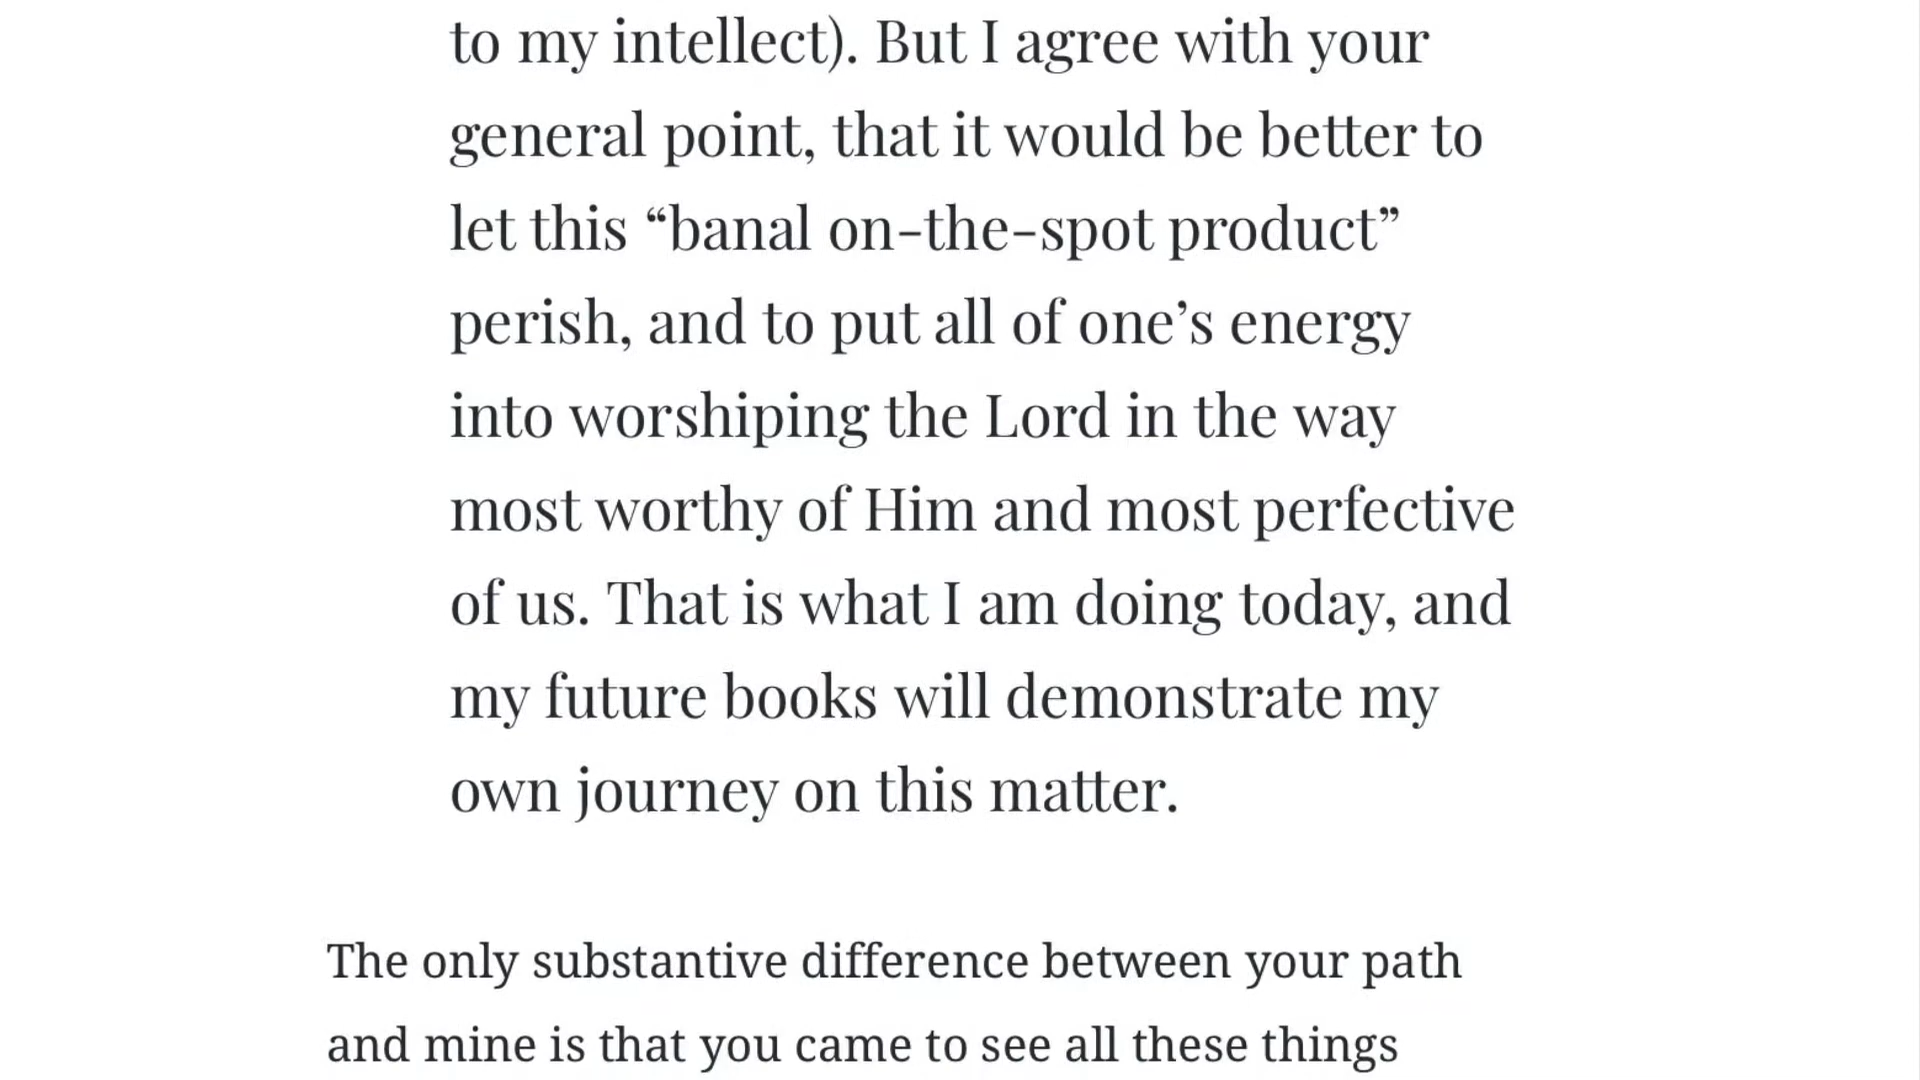 to my intellect). But I agree with your
general point, that it would be better to
let this “banal on-the-spot product”
perish, and to put all of one’s energy
into worshiping the Lord in the way
most worthy of Him and most perfective
of us. That is what I am doing today, and
my future books will demonstrate my
own journey on this matter.
The only substantive difference between your path
and mine is that you came to see all these things